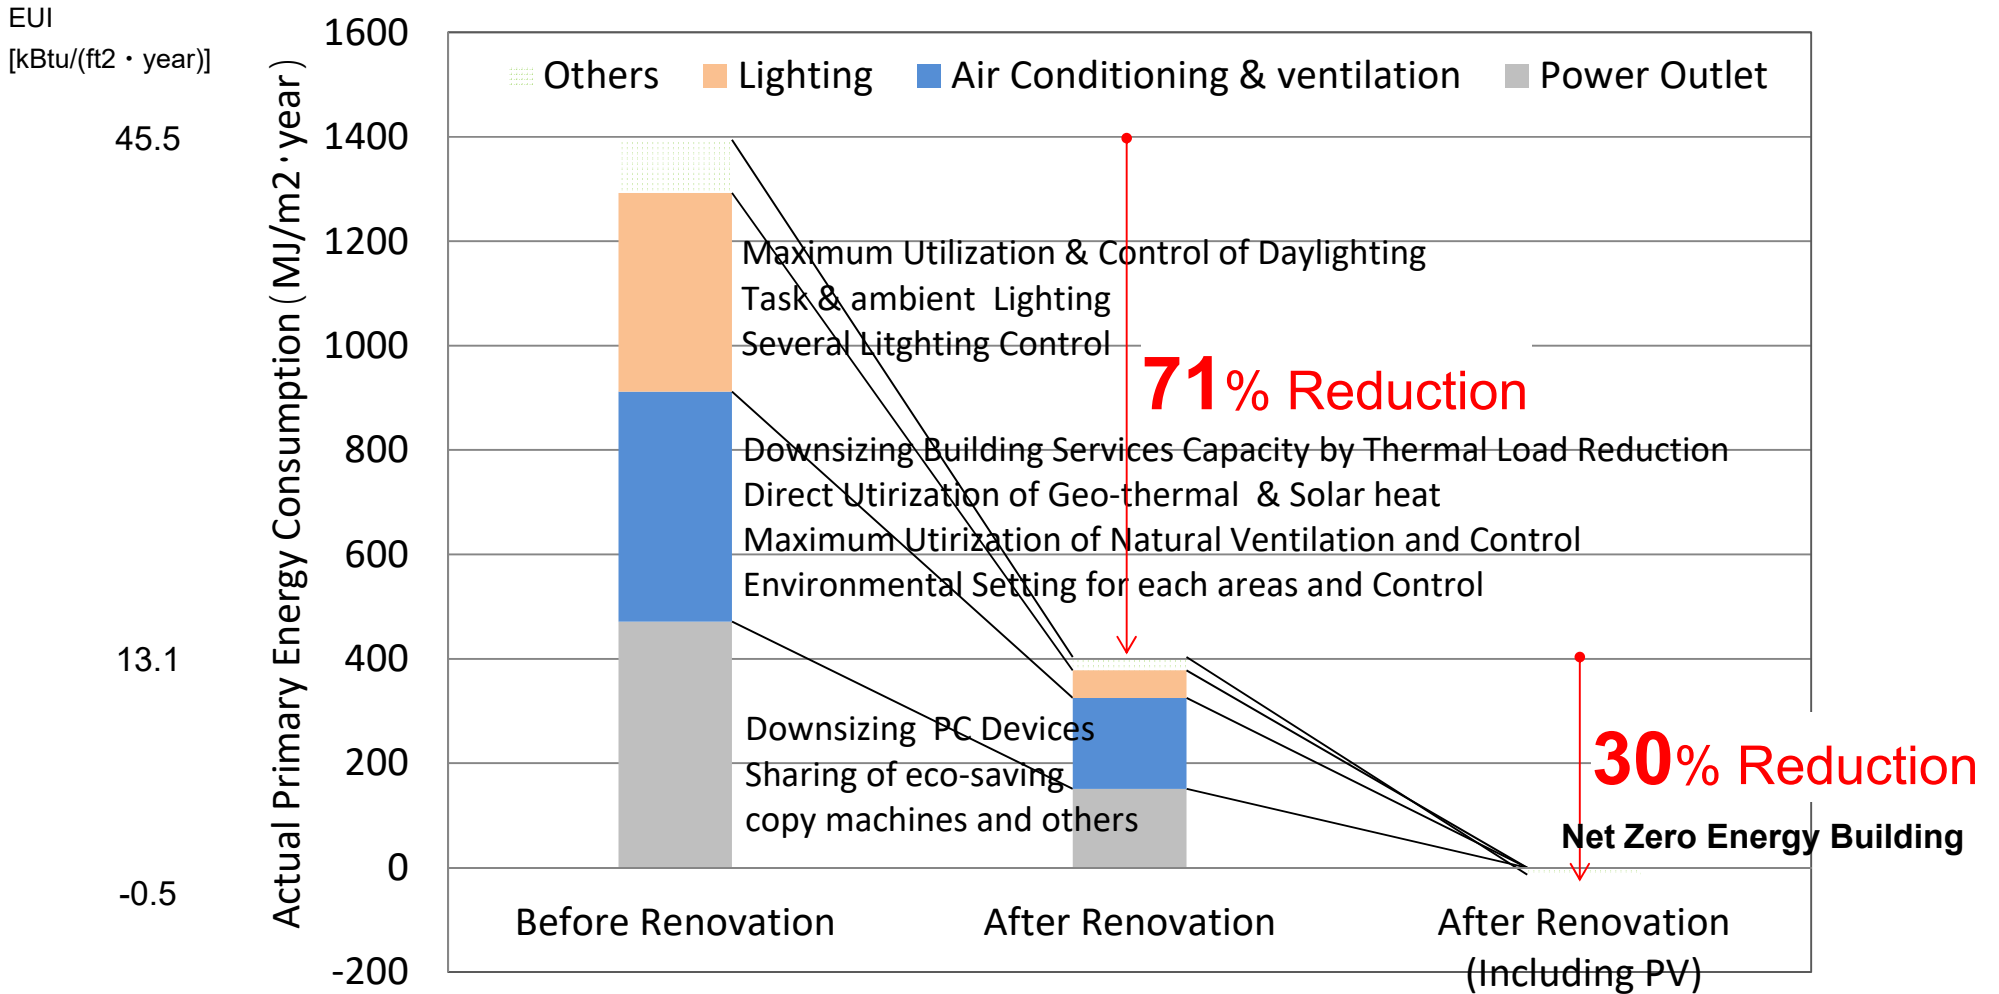 EUI
[kBtu/(ft2・year)]
45.5
13.1
-0.5
Actual Primary Energy Consumption(MJ/m2･year)
1600
1400
1200
1000
800
600
400
200
0
-200
Others Lighting Air Conditioning & ventilation Power Outlet
Maximum Utilization & Control of Daylighting
Task & ambient Lighting
Several Litghting Control
71% Reduction
Downsizing Building Services Capacity by Thermal Load Reduction
Direct Utirization of Geo-thermal & Solar heat
Maximum Utirization of Natural Ventilation and Control
Environmental Setting for each areas and Control
Downsizing PC Devices
Sharing of eco-saving
copy machines and others
30% Reduction
Net Zero Energy Building
Before Renovation
After Renovation
After Renovation
(Including PV)